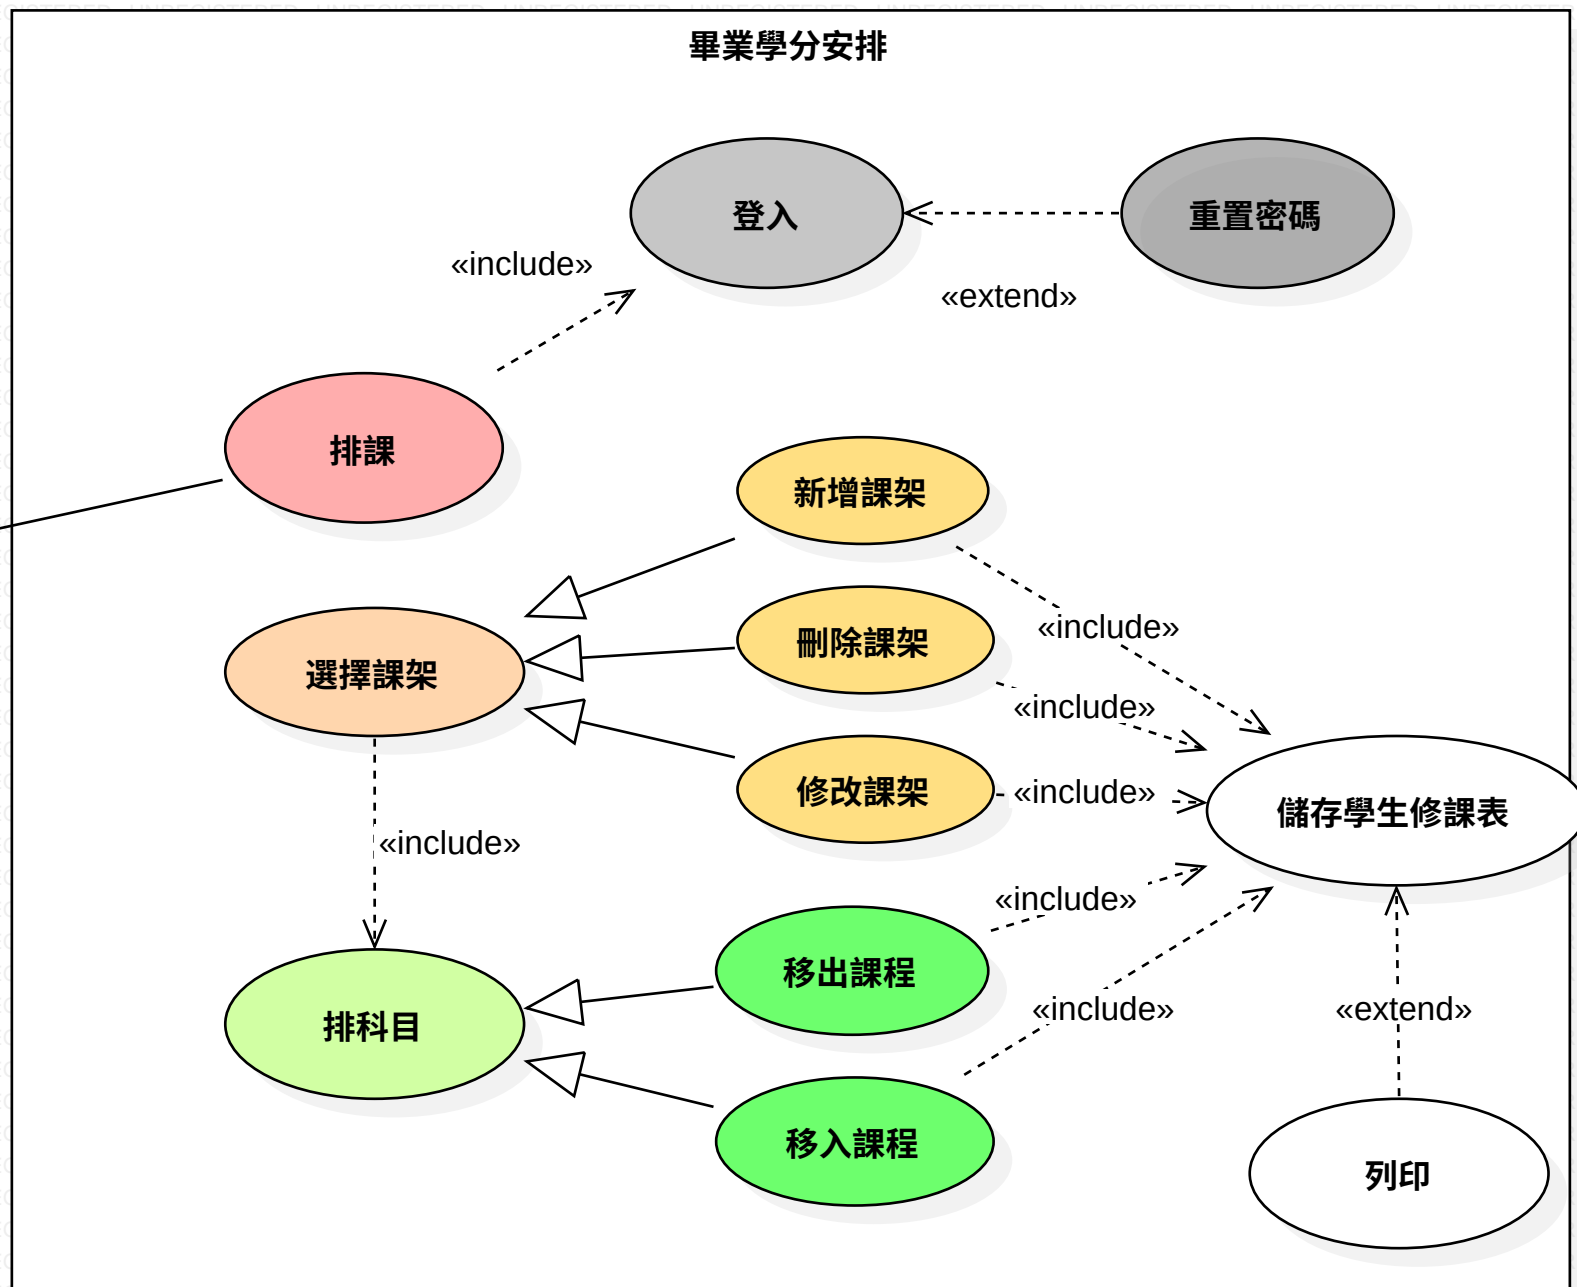 畢業學分安排
登入
重置密碼
«include»
«extend»
排課
新增課架
刪除課架
«include»
選擇課架
«include»
修改課架
«include»
儲存學生修課表
«include»
«include»
移出課程
«include»
«extend»
排科目
移入課程
列印